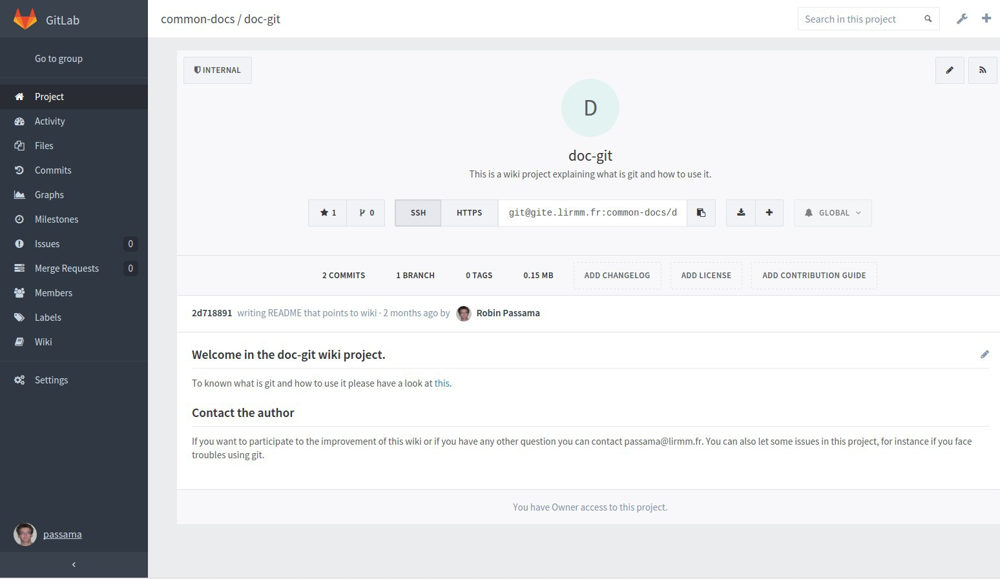 GitLab
common-docs / doc-git
Search in this project
Go to group
Project
Activity
Files
Commits
Graphs
Milestones
Issues 0
Merge Requests 0
Members
Labels
Wiki
Settings
passama
INTERNAL
D
doc-git
This is a wiki project explaining what is git and how to use it.
1 0 SSH HTTPS git@gite.lirmm.fr:common-docs/d GLOBAL
2 COMMITS 1 BRANCH 0 TAGS 0.15 MB ADD CHANGELOG ADD LICENSE ADD CONTRIBUTION GUIDE
2d718891 writing README that points to wiki · 2 months ago by Robin Passama
Welcome in the doc-git wiki project.
To known what is git and how to use it please have a look at this.
Contact the author
If you want to participate to the improvement of this wiki or if you have any other question you can contact passama@lirmm.fr. You can also let some issues in this project, for instance if you face
troubles using git.
You have Owner access to this project.